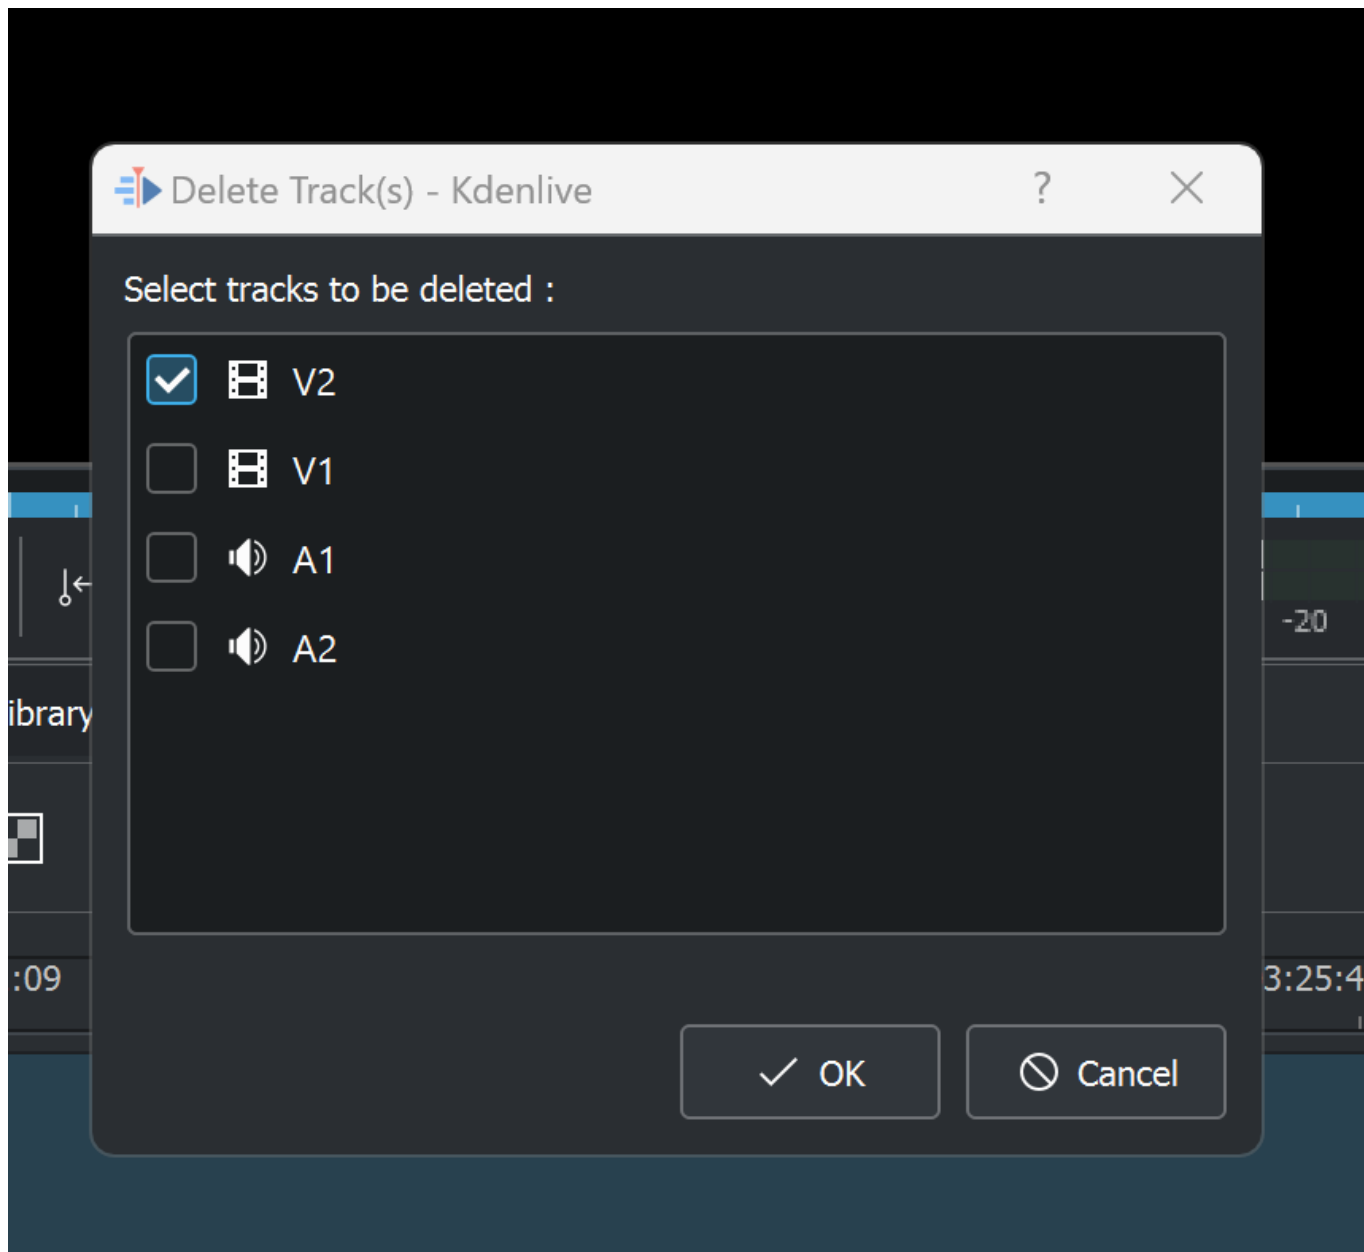 Delete Track(s) - Kdenlive
?
Select tracks to be deleted :
V2
V1
A1
A2
-20
ibrary
:09
3:25:4
OK
Cancel